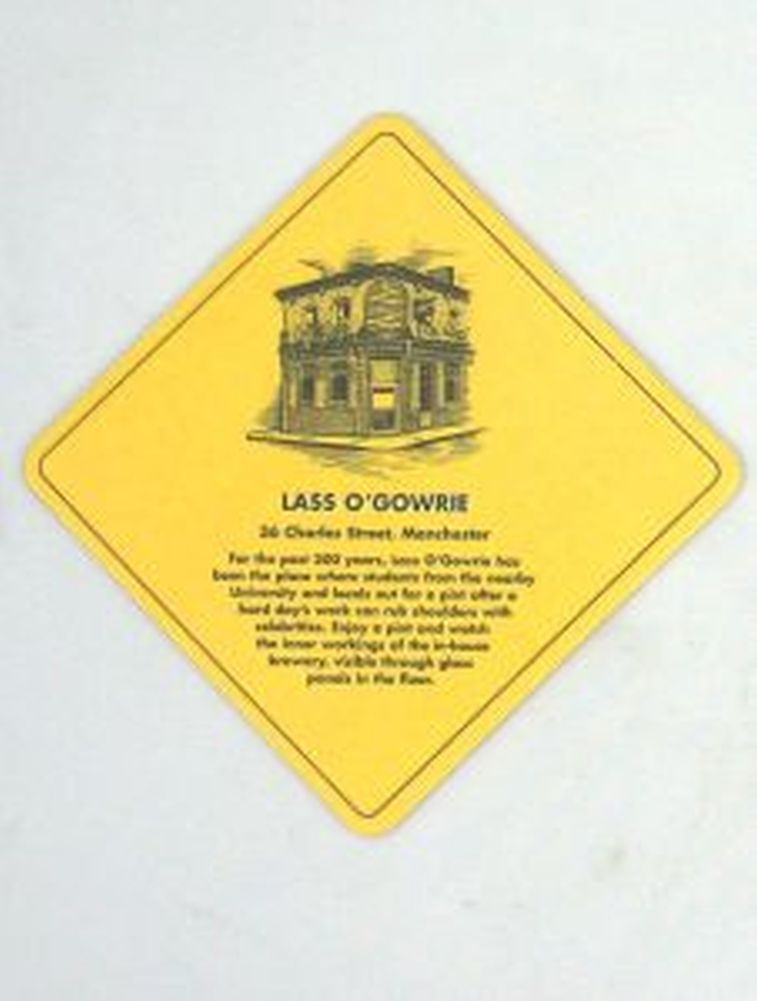 LASS O'GOWRIE
36 Charles Street, Manchester
For the past 200 years, Lass O'Gowrie has
been the place where students from the nearby
University and locals out for a pint after a
hard day's work can rub shoulders with
celebrities. Enjoy a pint and watch
the inner workings of the in-house
brewery, visible through glass
panels in the floor.